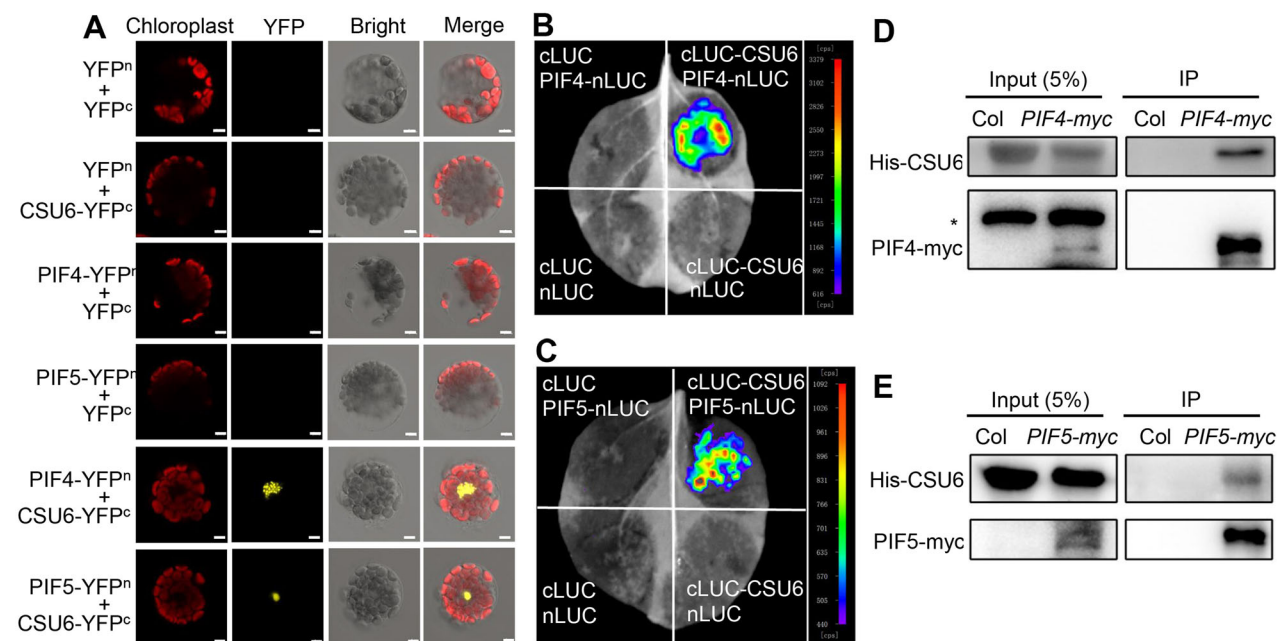 A
Chloroplast YFP Bright Merge
YFPⁿ
+
YFPᶜ
YFPⁿ
+
CSU6-YFPᶜ
PIF4-YFPⁿ
+
YFPᶜ
PIF5-YFPⁿ
+
YFPᶜ
PIF4-YFPⁿ
+
CSU6-YFPᶜ
PIF5-YFPⁿ
+
CSU6-YFPᶜ
B
cLUC
PIF4-nLUC
cLUC-CSU6
PIF4-nLUC
cLUC
nLUC
cLUC-CSU6
nLUC
[cps]
3379
3102
2826
2550
2273
1997
1721
1445
1168
892
616
[cps]
C
cLUC
PIF5-nLUC
cLUC-CSU6
PIF5-nLUC
cLUC
nLUC
cLUC-CSU6
nLUC
[cps]
1092
1026
961
896
831
766
701
635
570
505
440
[cps]
D
Input (5%) IP
Col PIF4-myc Col PIF4-myc
His-CSU6
*
PIF4-myc
E
Input (5%) IP
Col PIF5-myc Col PIF5-myc
His-CSU6
PIF5-myc